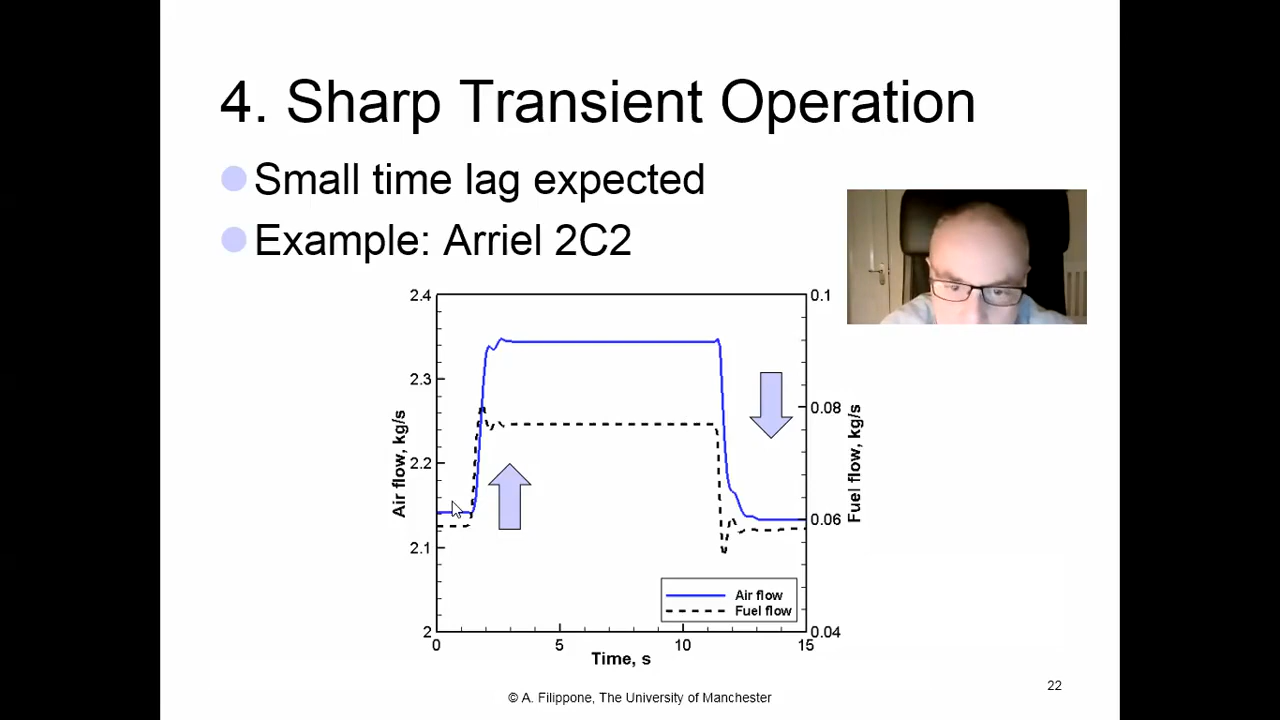 4. Sharp Transient Operation
Small time lag expected
Example: Arriel 2C2
2.4
2.3
2.2
2.1
2
Air flow, kg/s
0.1
0.08
0.06
0.04
Fuel flow, kg/s
Air flow
Fuel flow
0
5
10
15
Time, s
© A. Filippone, The University of Manchester
22